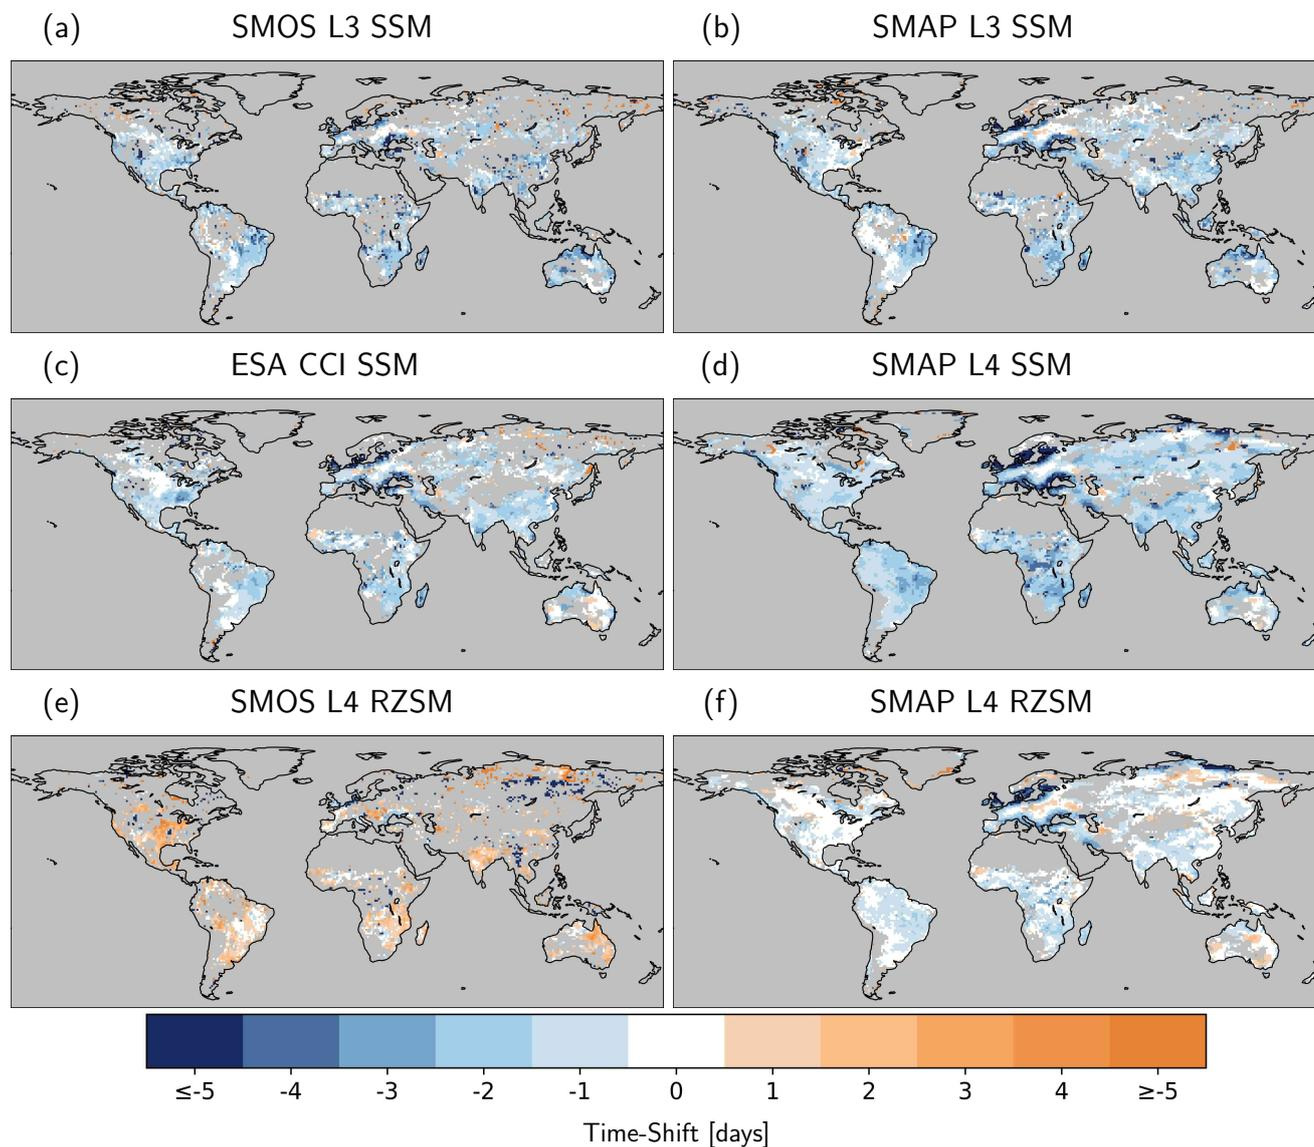 (a) SMOS L3 SSM (b) SMAP L3 SSM
(c) ESA CCI SSM (d) SMAP L4 SSM
(e) SMOS L4 RZSM (f) SMAP L4 RZSM
≤-5 -4 -3 -2 -1 0 1 2 3 4 ≥-5
Time-Shift [days]